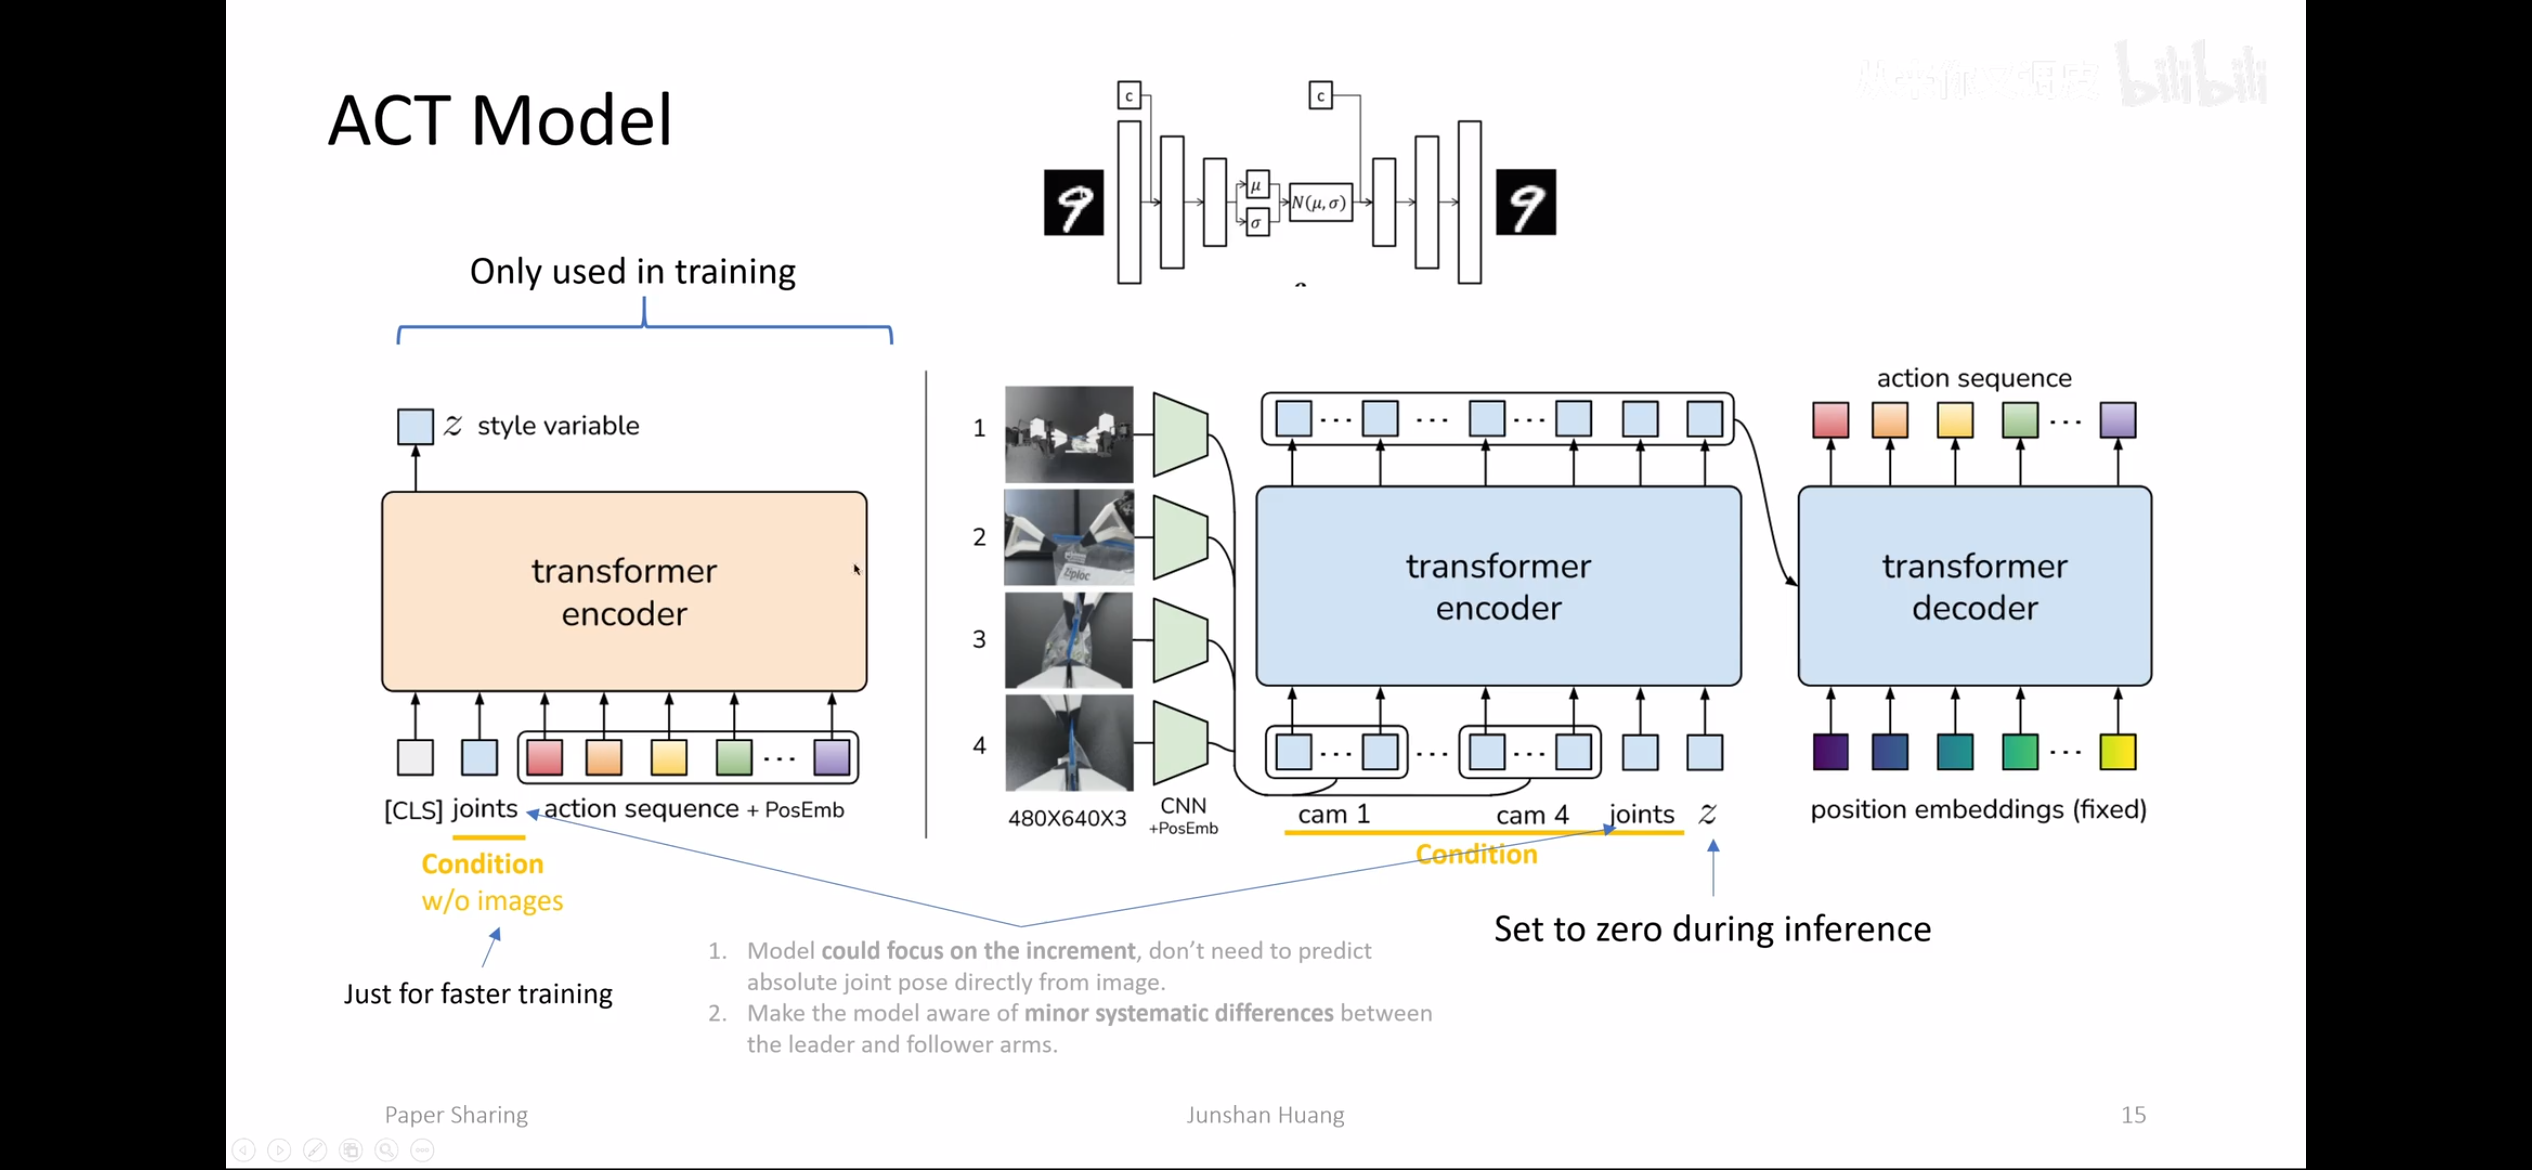 ACT Model
bilibili
c
c
μ
σ
N(μ,σ)
Only used in training
z style variable
transformer
encoder
[CLS] joints action sequence + PosEmb
Condition
w/o images
Just for faster training
1
2
3
4
Ziploc
480X640X3
CNN
+PosEmb
transformer
encoder
cam 1
cam 4
joints
z
Condition
Set to zero during inference
action sequence
transformer
decoder
position embeddings (fixed)
1. Model could focus on the increment, don't need to predict
absolute joint pose directly from image.
2. Make the model aware of minor systematic differences between
the leader and follower arms.
Paper Sharing
Junshan Huang
15